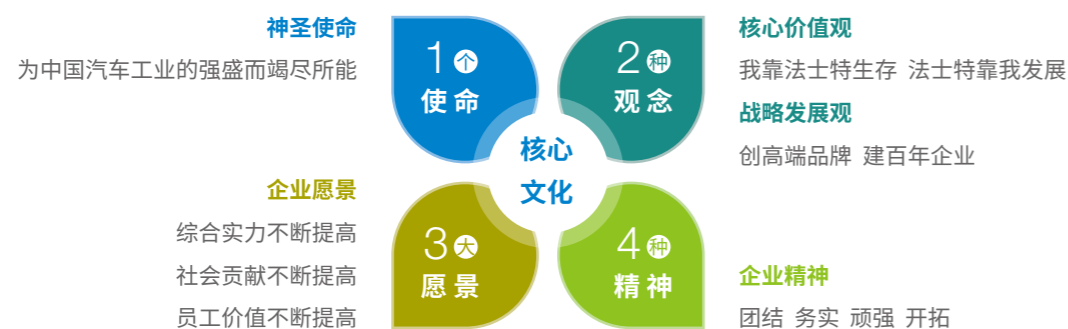 神圣使命
为中国汽车工业的强盛而竭尽所能
1个
使命
2种
观念
核心价值观
我靠法士特生存 法士特靠我发展
战略发展观
创高端品牌 建百年企业
核心
文化
企业愿景
综合实力不断提高
社会贡献不断提高
员工价值不断提高
3大
愿景
4种
精神
企业精神
团结 务实 顽强 开拓